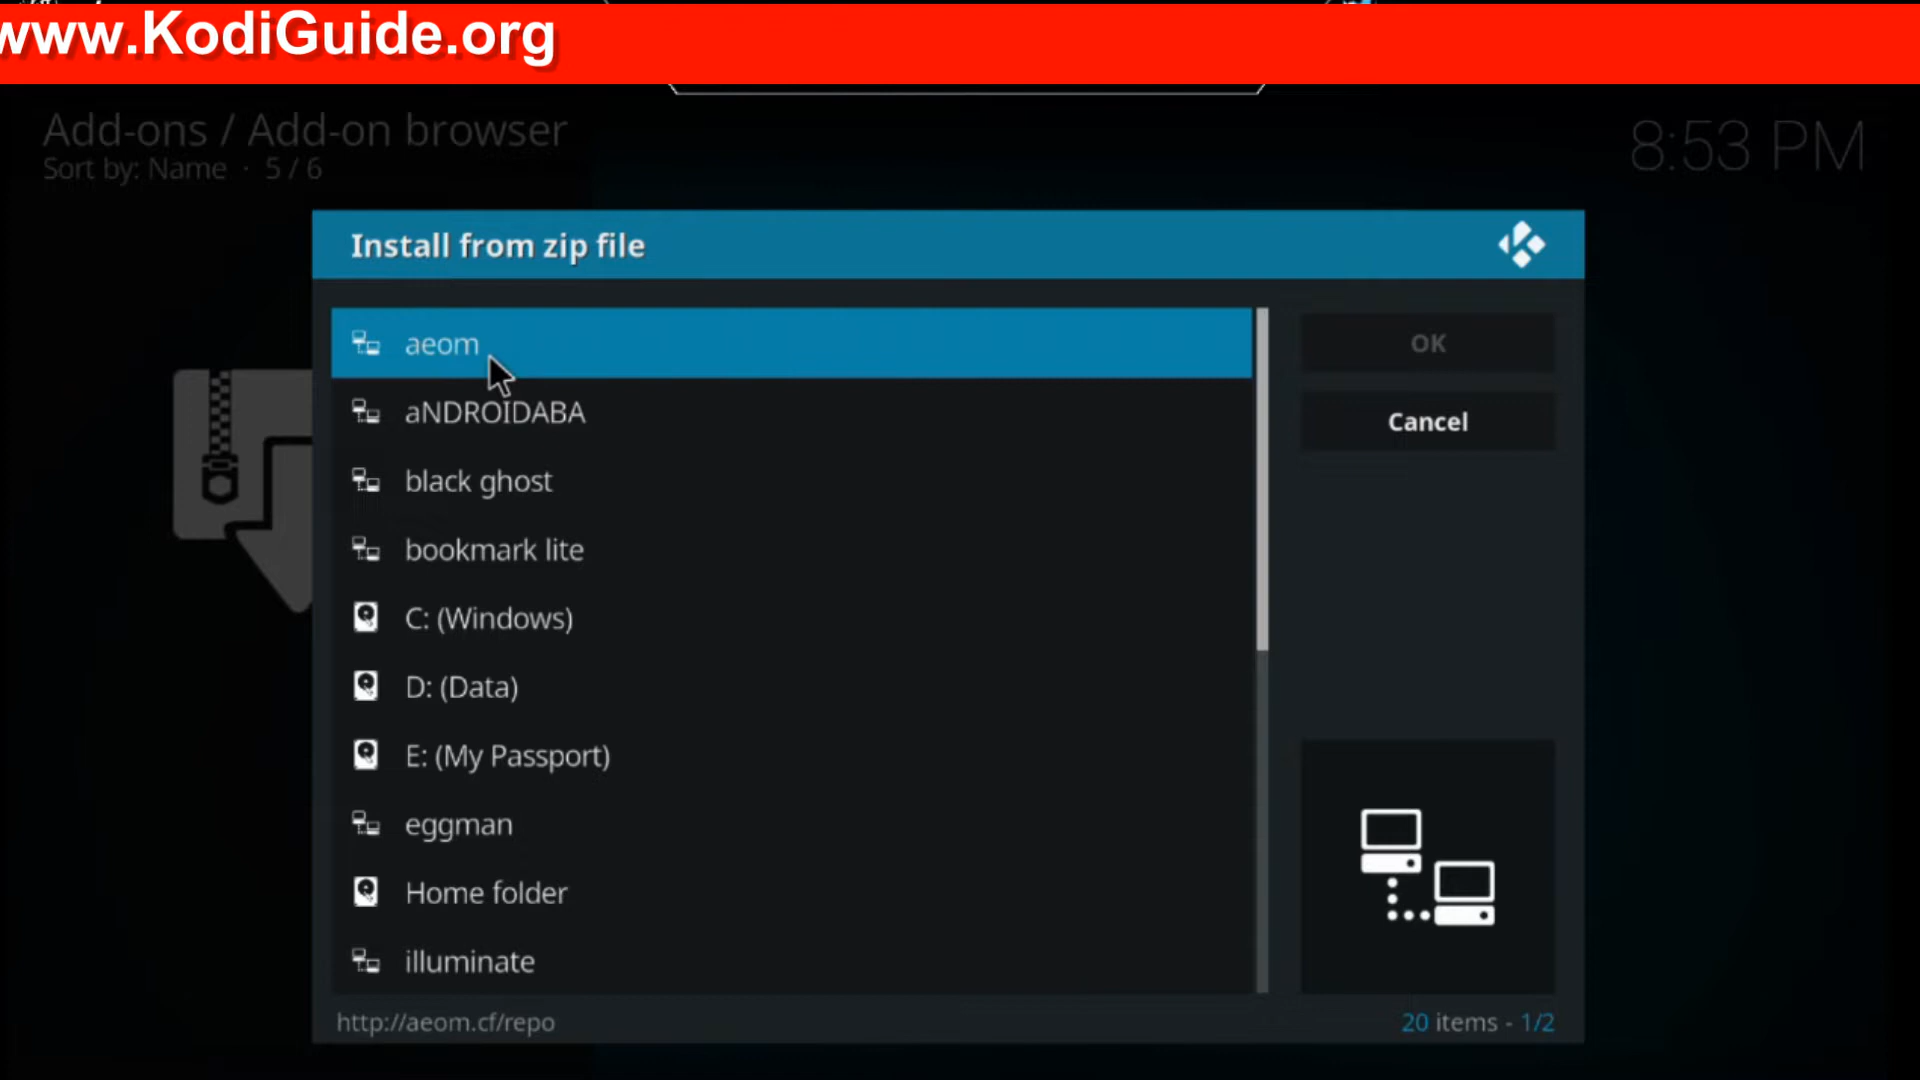 www.KodiGuide.org
Add-ons / Add-on browser
Sort by: Name · 5 / 6
8:53 PM
Install from zip file
aeom
aNDROIDABA
black ghost
bookmark lite
C: (Windows)
D: (Data)
E: (My Passport)
eggman
Home folder
illuminate
OK
Cancel
http://aeom.cf/repo
20 items - 1/2